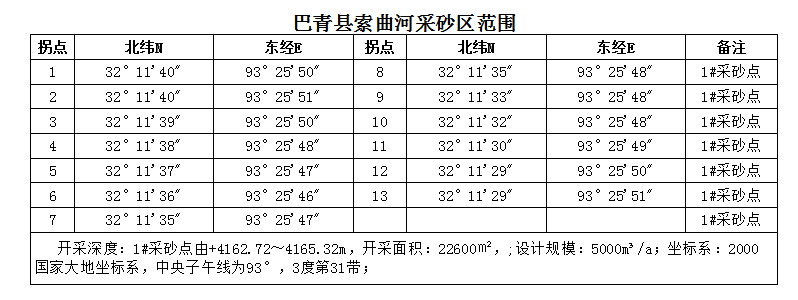 巴青县索曲河采砂区范围
拐点 北纬N 东经E 拐点 北纬N 东经E 备注
1 32°11'40" 93°25'50" 8 32°11'35" 93°25'48" 1#采砂点
2 32°11'40" 93°25'51" 9 32°11'33" 93°25'48" 1#采砂点
3 32°11'39" 93°25'50" 10 32°11'32" 93°25'48" 1#采砂点
4 32°11'38" 93°25'48" 11 32°11'30" 93°25'49" 1#采砂点
5 32°11'37" 93°25'47" 12 32°11'29" 93°25'50" 1#采砂点
6 32°11'36" 93°25'46" 13 32°11'29" 93°25'51" 1#采砂点
7 32°11'35" 93°25'47" 1#采砂点
开采深度：1#采砂点由+4162.72～4165.32m，开采面积：22600m²，;设计规模：5000m³/a；坐标系：2000
国家大地坐标系，中央子午线为93°，3度第31带；